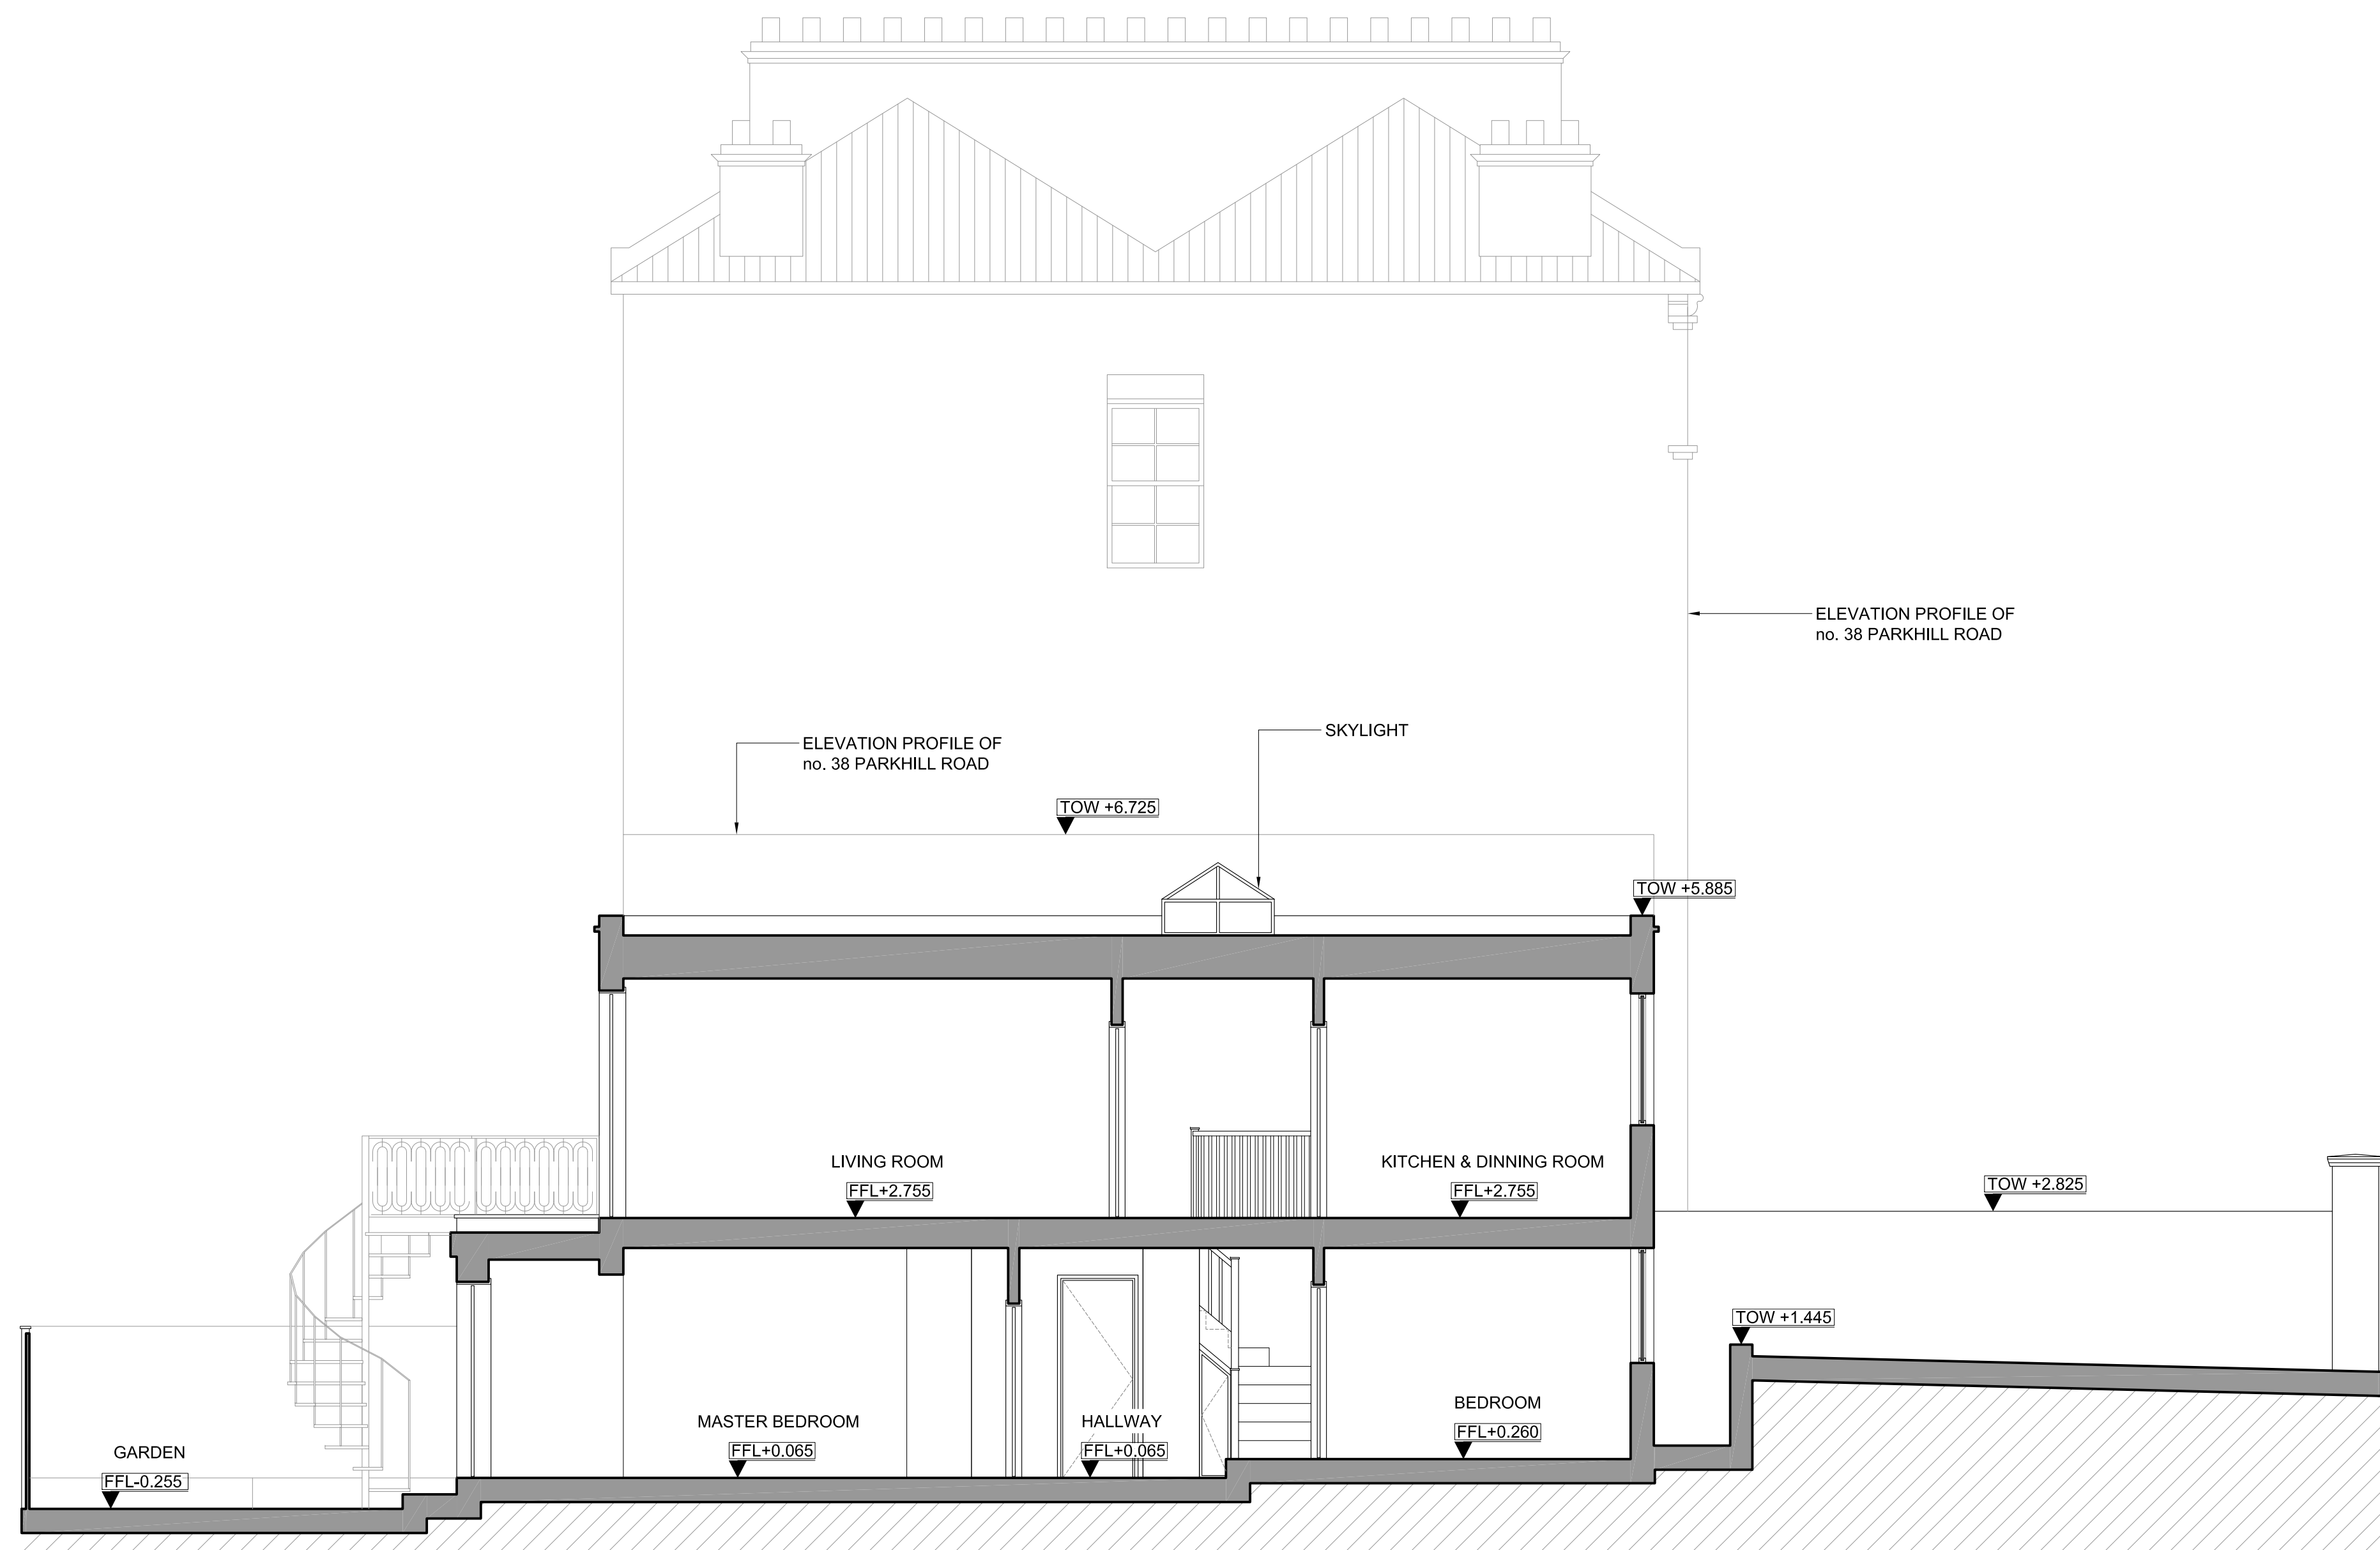 ELEVATION PROFILE OF
no. 38 PARKHILL ROAD
SKYLIGHT
ELEVATION PROFILE OF
no. 38 PARKHILL ROAD
TOW +6.725
TOW +5.885
LIVING ROOM
FFL+2.755
KITCHEN & DINNING ROOM
FFL+2.755
TOW +2.825
TOW +1.445
BEDROOM
FFL+0.260
MASTER BEDROOM
FFL+0.065
HALLWAY
FFL+0.065
GARDEN
FFL-0.255